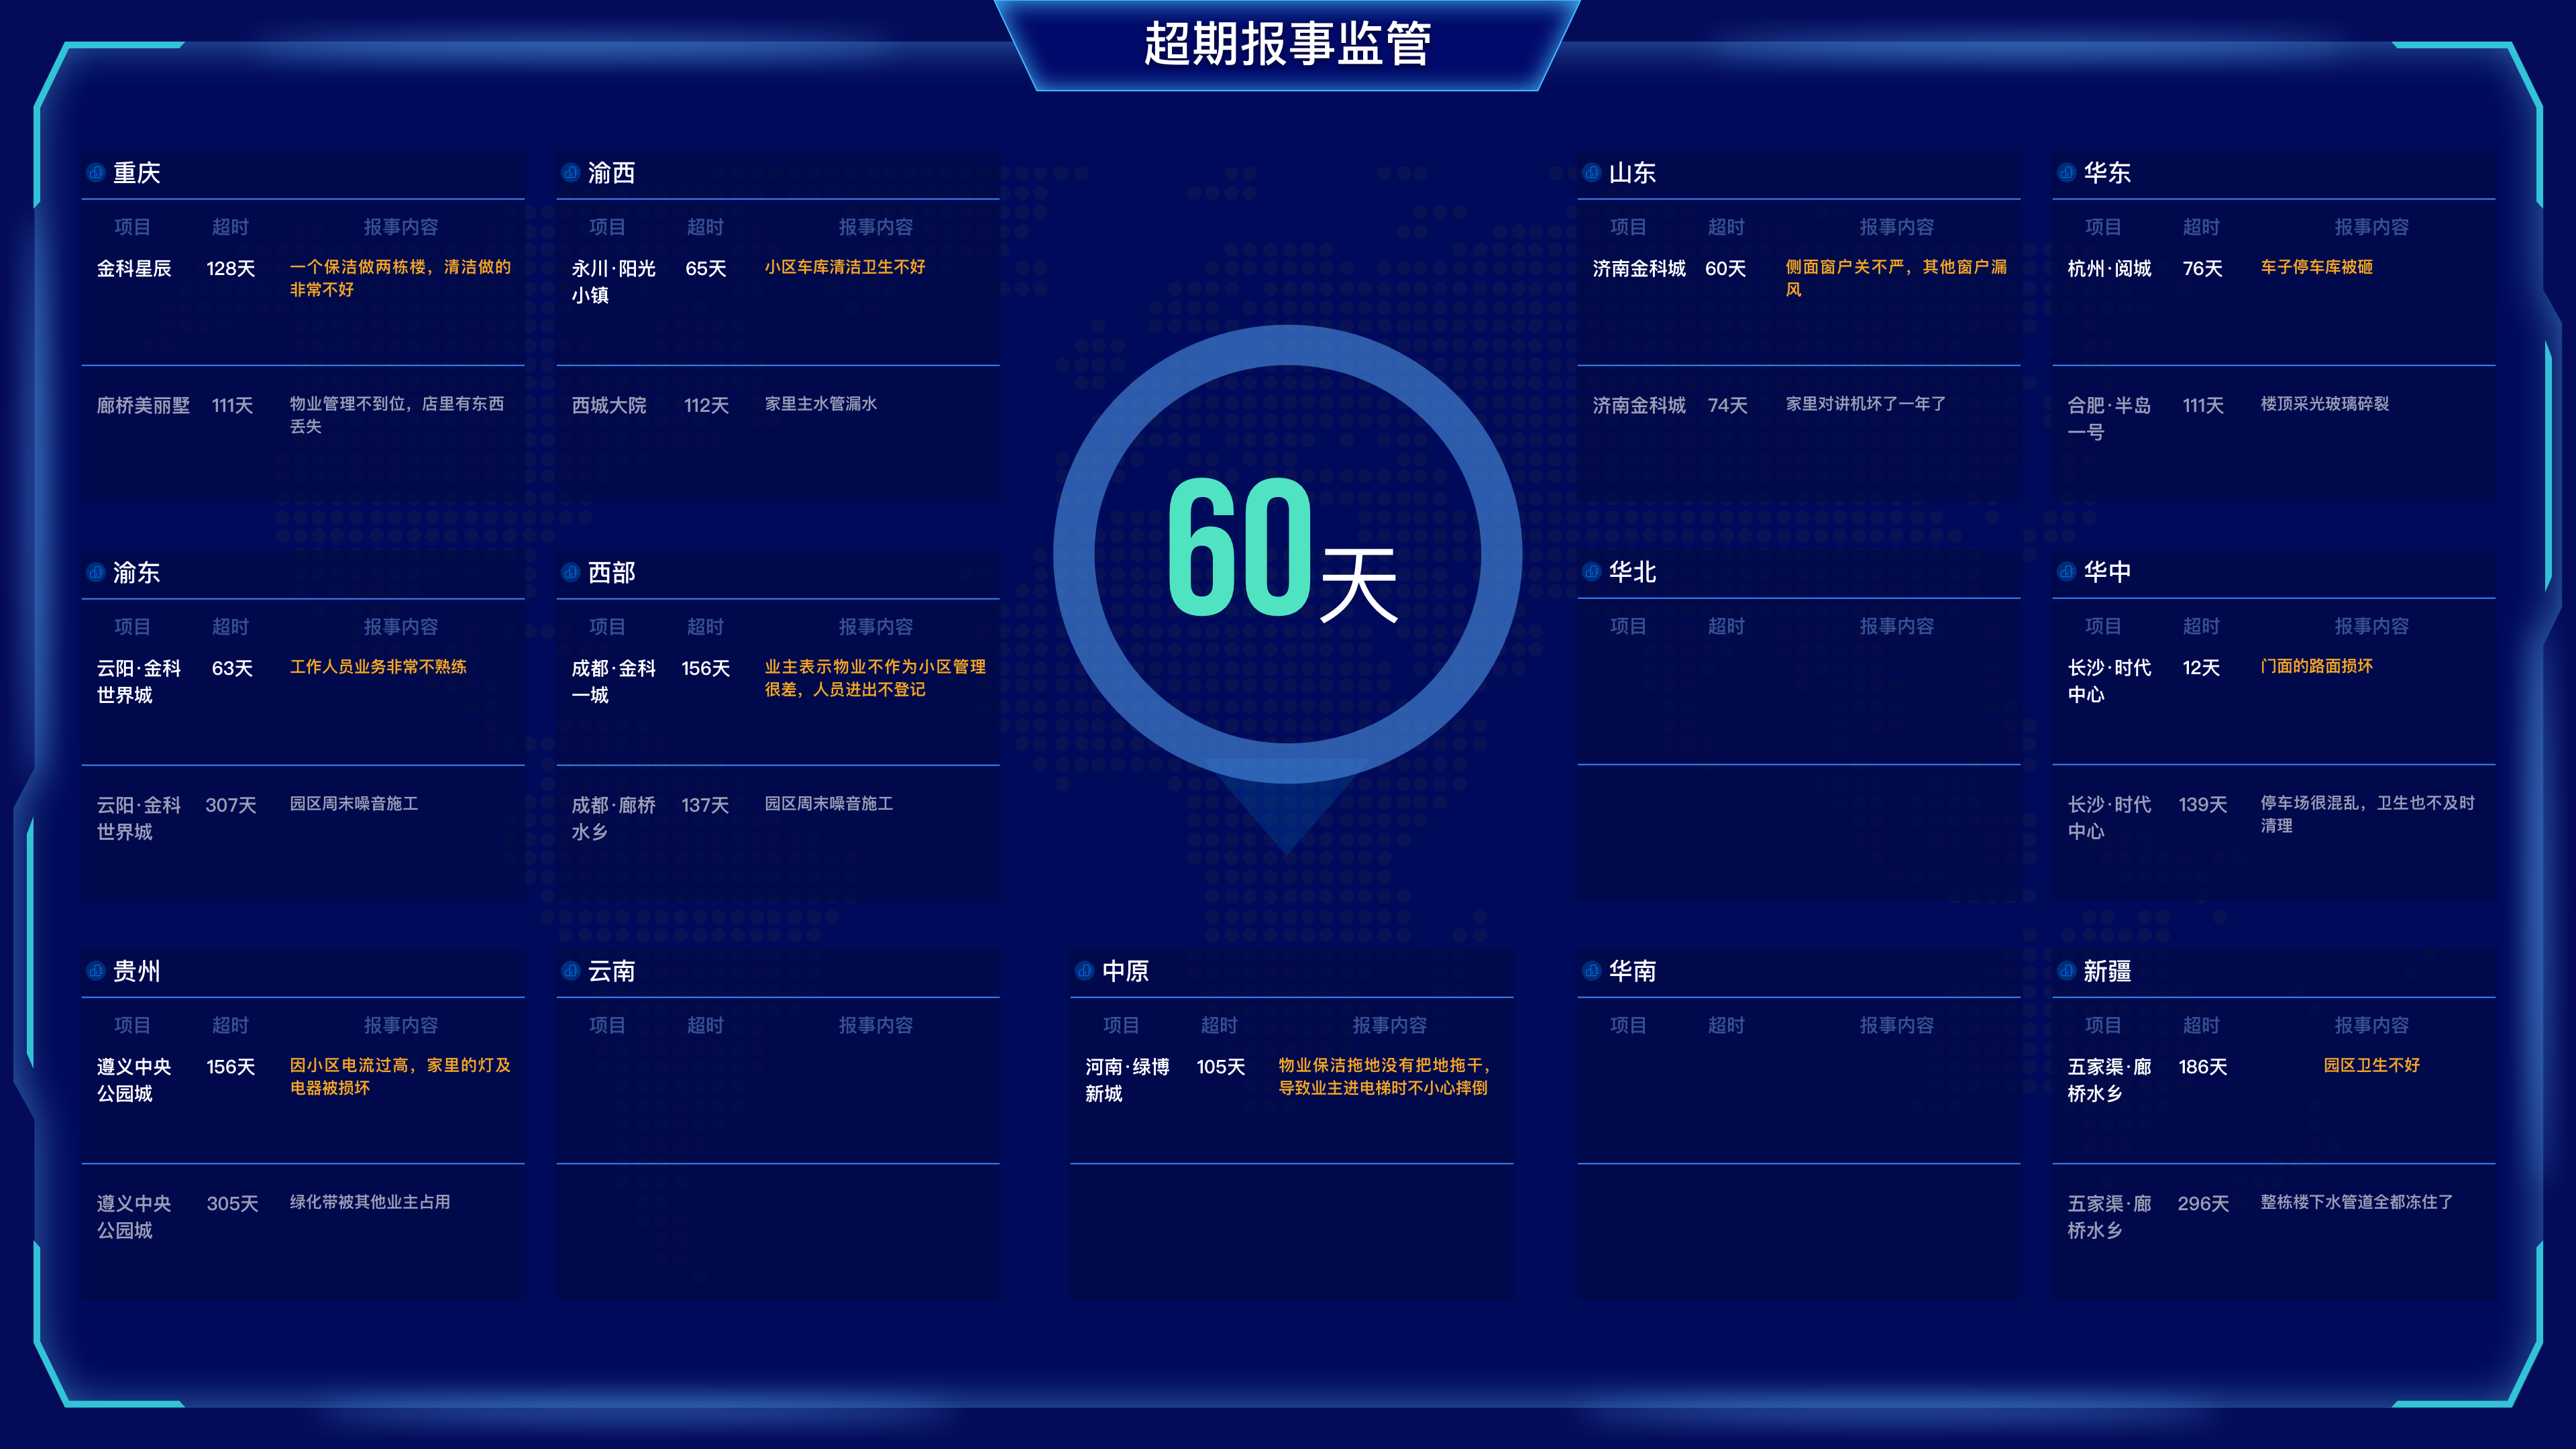 超期报事监管
重庆
项目 超时 报事内容
金科星辰 128天 一个保洁做两栋楼，清洁做的
非常不好
廊桥美丽墅 111天 物业管理不到位，店里有东西
丢失
渝西
项目 超时 报事内容
永川·阳光 65天 小区车库清洁卫生不好
小镇
西城大院 112天 家里主水管漏水
山东
项目 超时 报事内容
济南金科城 60天 侧面窗户关不严，其他窗户漏
风
济南金科城 74天 家里对讲机坏了一年了
华东
项目 超时 报事内容
杭州·阅城 76天 车子停车库被砸
合肥·半岛 111天 楼顶采光玻璃碎裂
一号
60天
渝东
项目 超时 报事内容
云阳·金科 63天 工作人员业务非常不熟练
世界城
云阳·金科 307天 园区周末噪音施工
世界城
西部
项目 超时 报事内容
成都·金科 156天 业主表示物业不作为小区管理
一城 很差，人员进出不登记
成都·廊桥 137天 园区周末噪音施工
水乡
华北
项目 超时 报事内容
华中
项目 超时 报事内容
长沙·时代 12天 门面的路面损坏
中心
长沙·时代 139天 停车场很混乱，卫生也不及时
中心 清理
贵州
项目 超时 报事内容
遵义中央 156天 因小区电流过高，家里的灯及
公园城 电器被损坏
遵义中央 305天 绿化带被其他业主占用
公园城
云南
项目 超时 报事内容
中原
项目 超时 报事内容
河南·绿博 105天 物业保洁拖地没有把地拖干，
新城 导致业主进电梯时不小心摔倒
华南
项目 超时 报事内容
新疆
项目 超时 报事内容
五家渠·廊 186天 园区卫生不好
桥水乡
五家渠·廊 296天 整栋楼下水管道全都冻住了
桥水乡